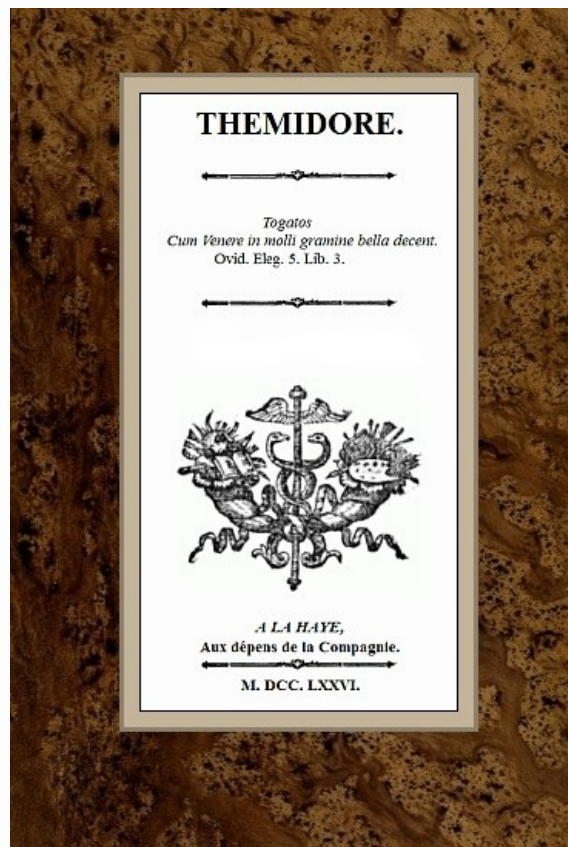 THEMIDORE.
Togatos
Cum Venere in molli gramine bella decent.
Ovid. Eleg. 5. Lib. 3.
A LA HAYE,
Aux dépens de la Compagnie.
M. DCC. LXXVI.